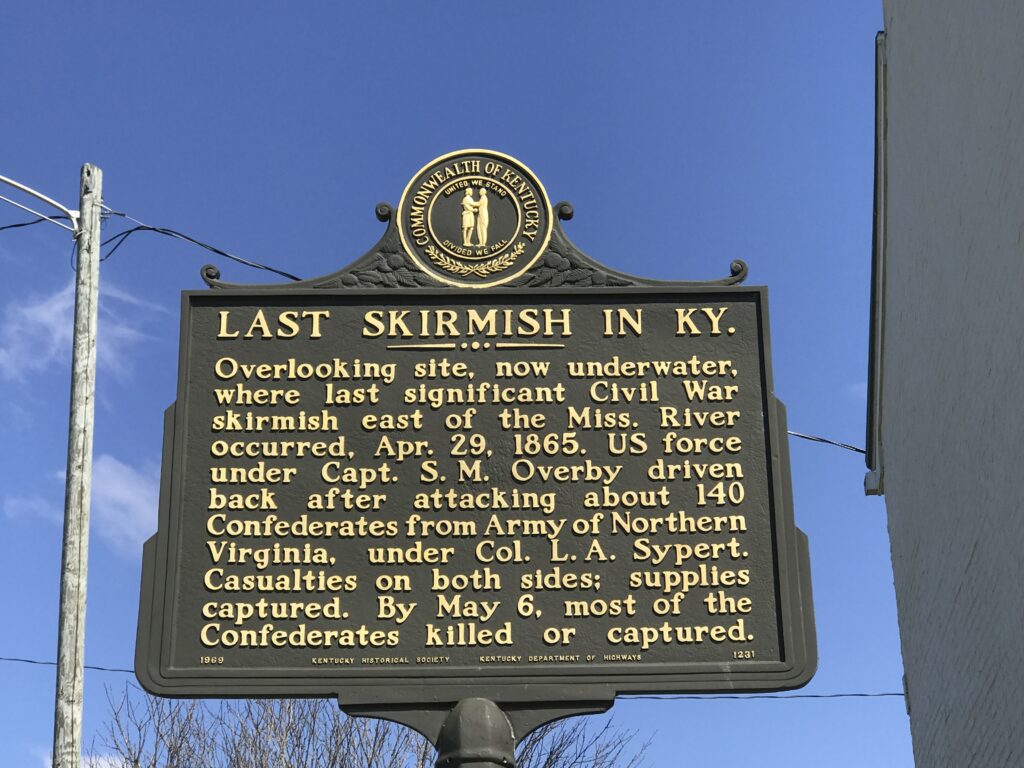 COMMONWEALTH OF KENTUCKY
UNITED WE STAND
DIVIDED WE FALL
LAST SKIRMISH IN KY.
Overlooking site, now underwater,
where last significant Civil War
skirmish east of the Miss. River
occurred, Apr. 29, 1865. US force
under Capt. S. M. Overby driven
back after attacking about 140
Confederates from Army of Northern
Virginia, under Col. L. A. Sypert.
Casualties on both sides; supplies
captured. By May 6, most of the
Confederates killed or captured.
1969 KENTUCKY HISTORICAL SOCIETY KENTUCKY DEPARTMENT OF HIGHWAYS 1231